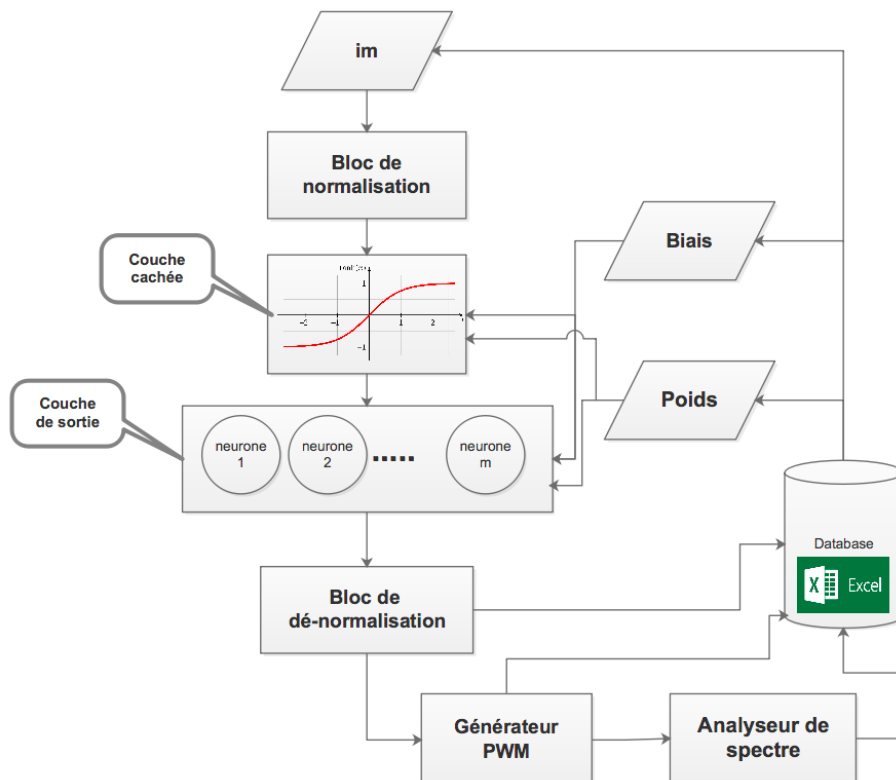 im
Bloc de
normalisation
Couche
cachée
1
-2
-1
1
2
-1
Biais
Poids
Couche
de sortie
neurone
1
neurone
2
.....
neurone
m
Database
X Excel
Bloc de
dé-normalisation
Générateur
PWM
Analyseur de
spectre